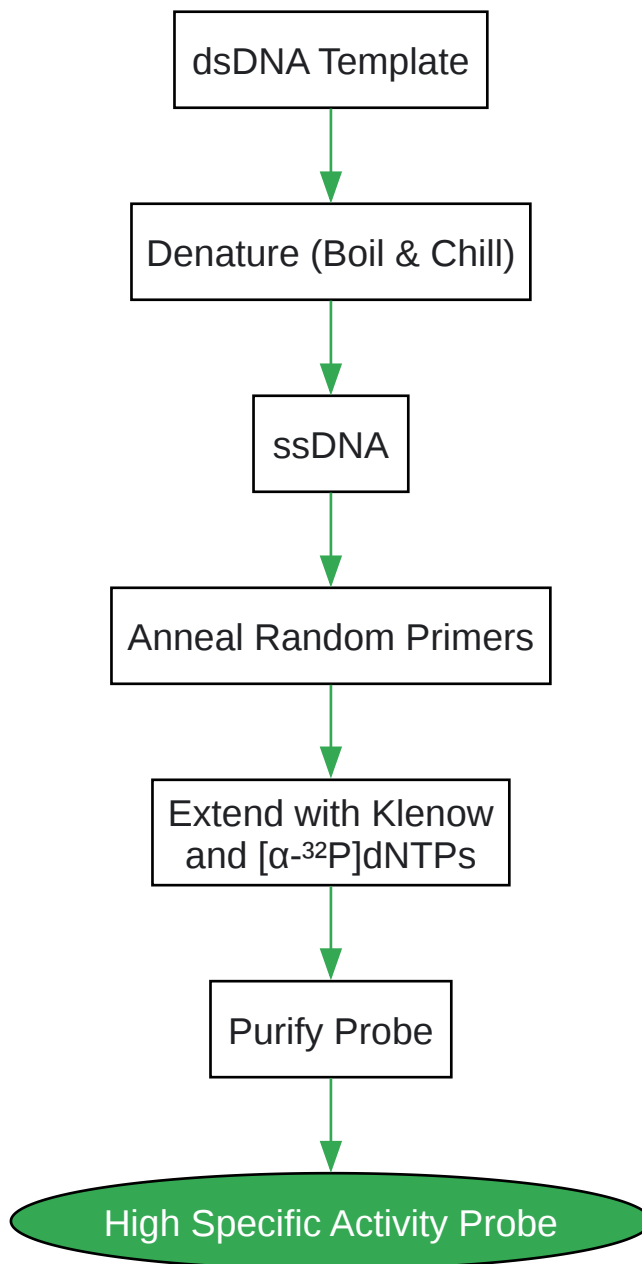 dsDNA Template
Denature (Boil & Chill)
ssDNA
Anneal Random Primers
Extend with Klenow
and [α-³²P]dNTPs
Purify Probe
High Specific Activity Probe